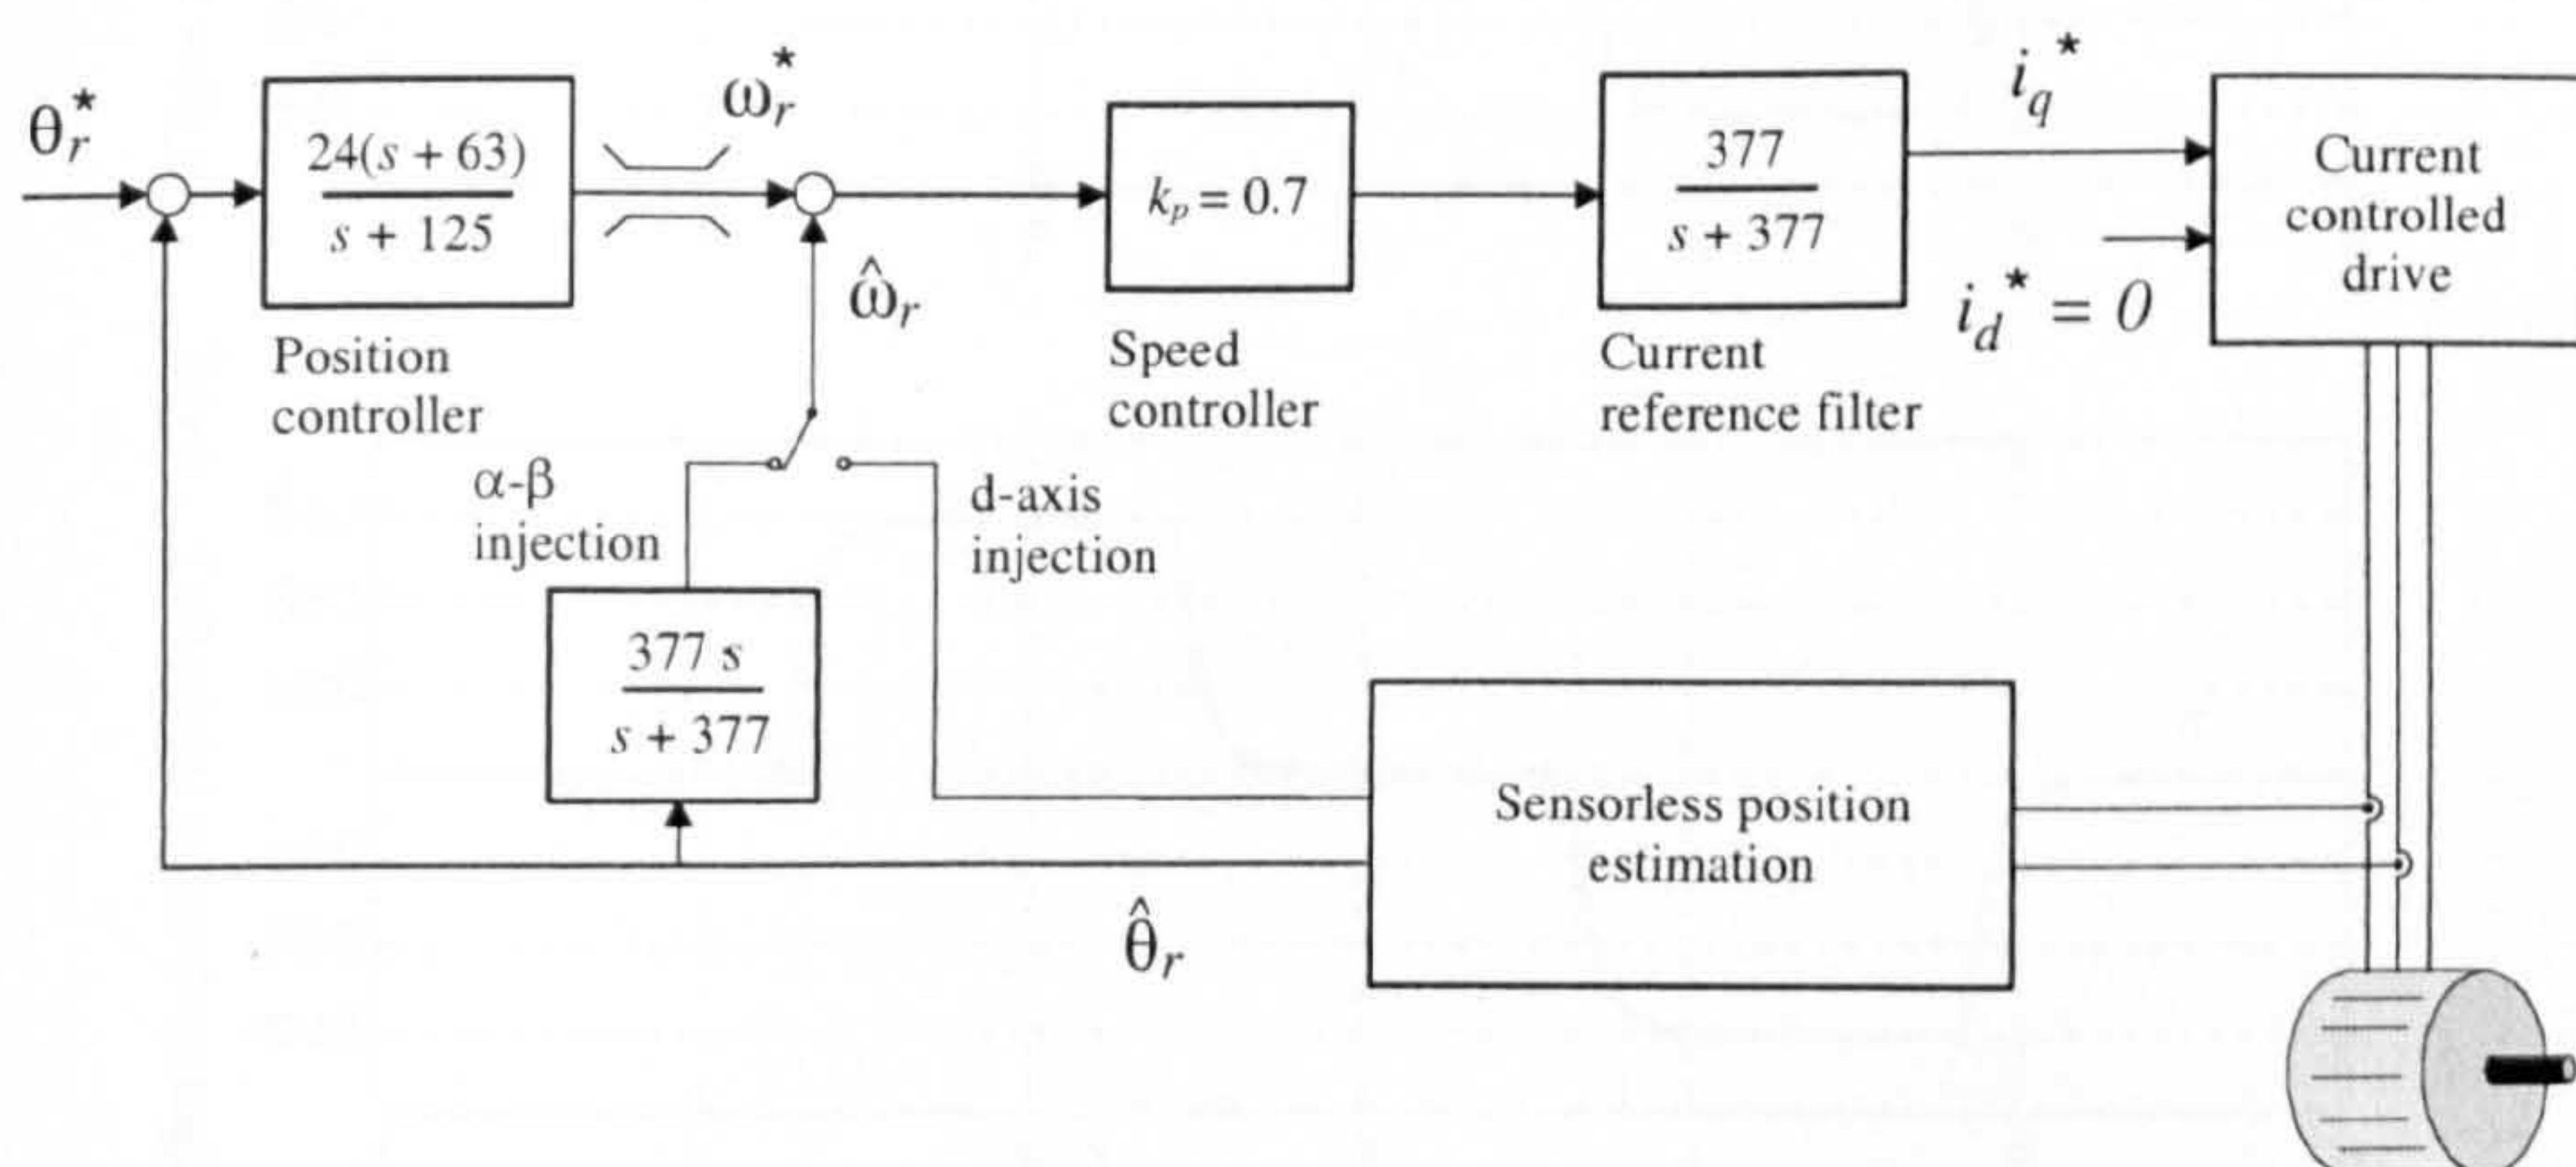 θr*
24(s + 63)
s + 125
Position
controller
ωr*
ω̂r
kp = 0.7
Speed
controller
377
s + 377
Current
reference filter
iq*
id* = 0
Current
controlled
drive
α-β
injection
d-axis
injection
377 s
s + 377
Sensorless position
estimation
θ̂r